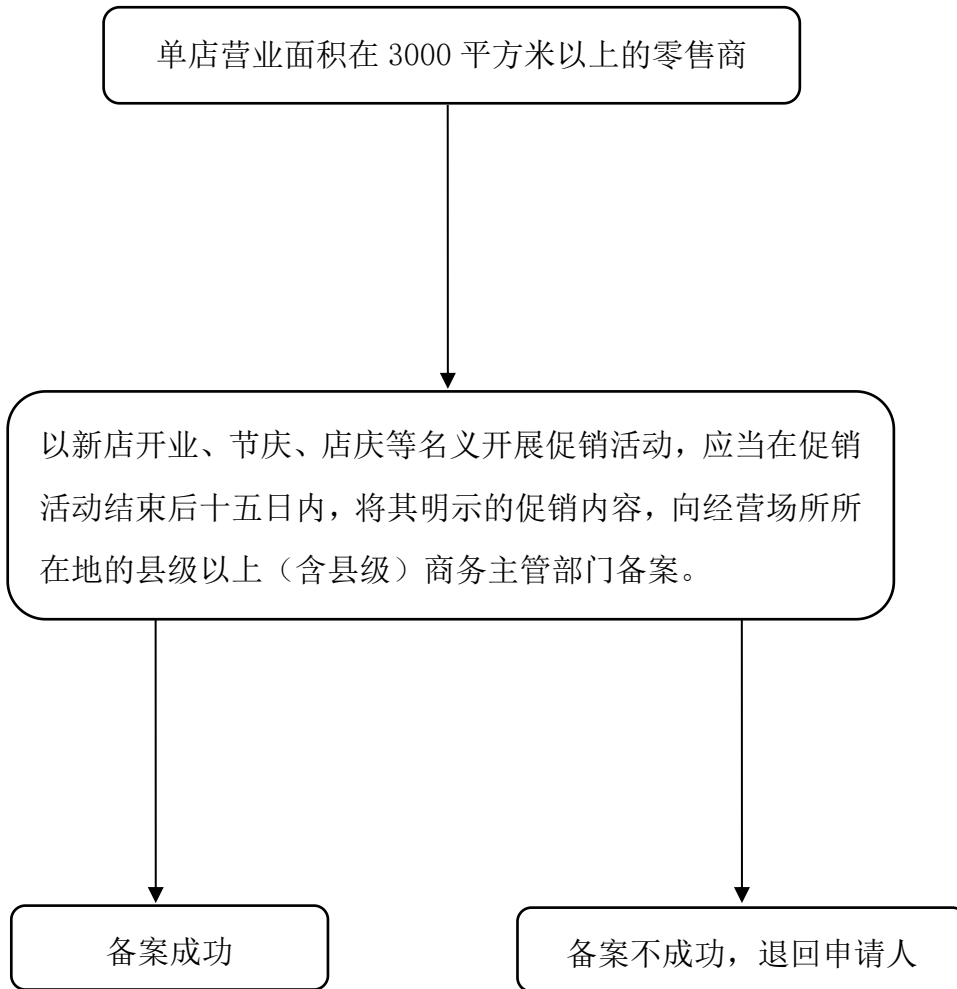 单店营业面积在 3000 平方米以上的零售商
以新店开业、节庆、店庆等名义开展促销活动，应当在促销
活动结束后十五日内，将其明示的促销内容，向经营场所所
在地的县级以上（含县级）商务主管部门备案。
备案成功
备案不成功，退回申请人